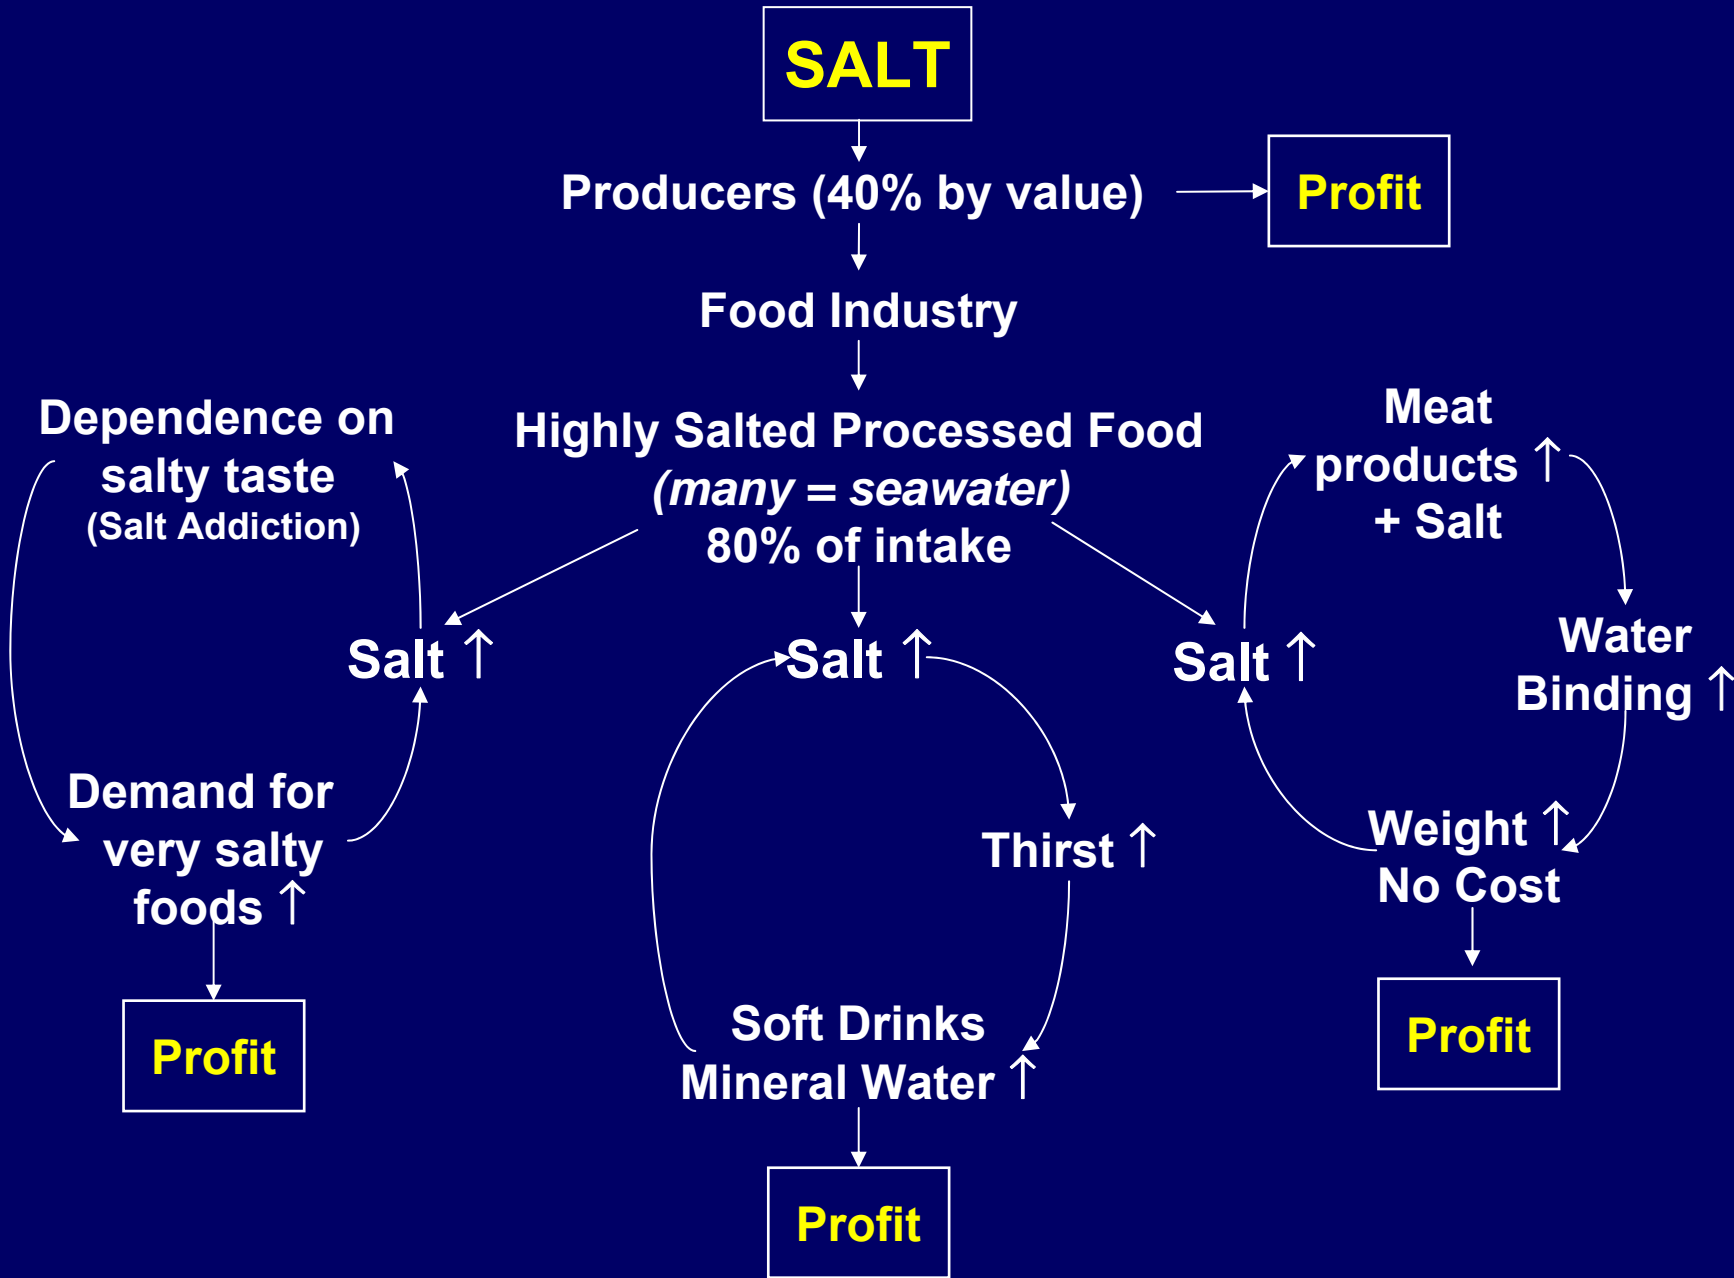 SALT
Producers (40% by value)
Profit
Food Industry
Highly Salted Processed Food
(many = seawater)
80% of intake
Dependence on
salty taste
(Salt Addiction)
Salt ↑
Demand for
very salty
foods ↑
Profit
Salt ↑
Thirst ↑
Soft Drinks
Mineral Water ↑
Profit
Meat
products ↑
+ Salt
Salt ↑
Water
Binding ↑
Weight ↑
No Cost
Profit